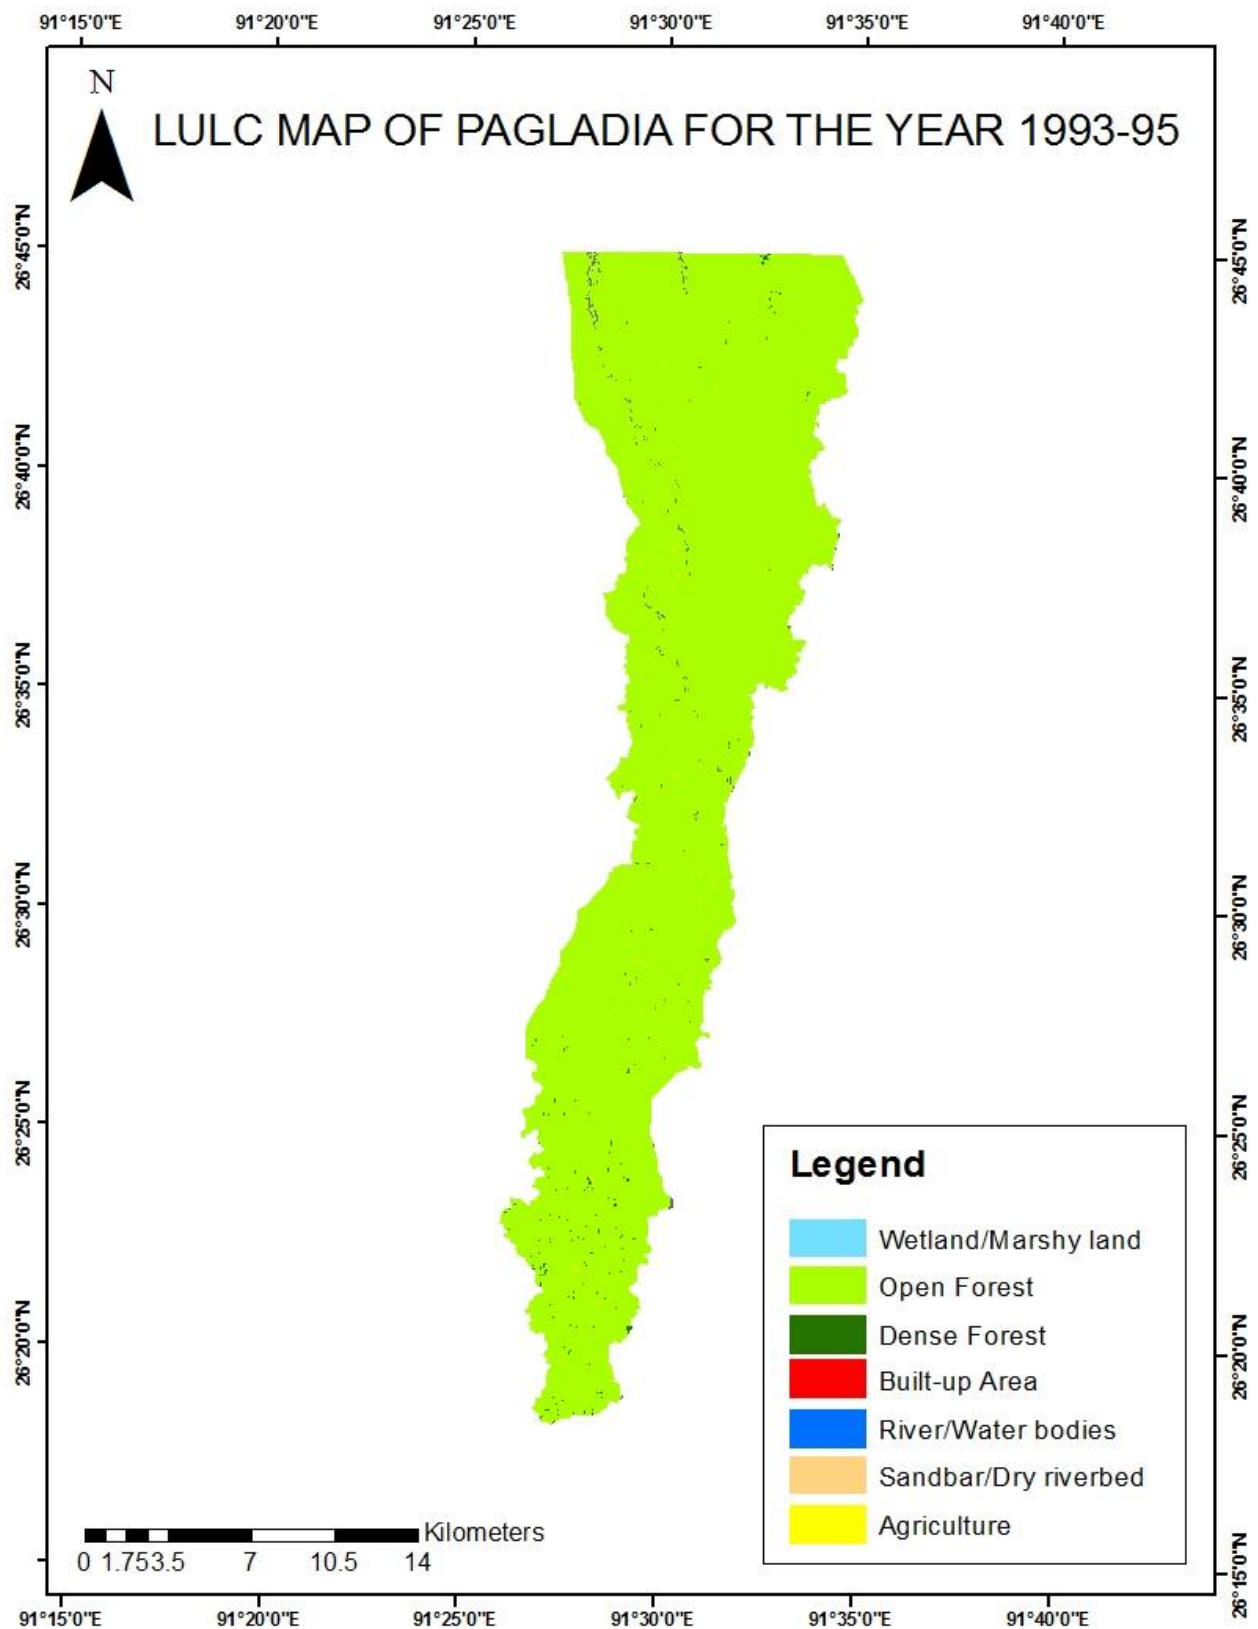 91°15'0"E 91°20'0"E 91°25'0"E 91°30'0"E 91°35'0"E 91°40'0"E
N
LULC MAP OF PAGLADIA FOR THE YEAR 1993-95
26°45'0"N 26°45'0"N
26°40'0"N 26°40'0"N
26°35'0"N 26°35'0"N
26°30'0"N 26°30'0"N
26°25'0"N 26°25'0"N
Legend
Wetland/Marshy land
Open Forest
Dense Forest
26°20'0"N 26°20'0"N
Built-up Area
River/Water bodies
Sandbar/Dry riverbed
Agriculture
Kilometers
0 1.753.5 7 10.5 14
26°15'0"N
91°15'0"E 91°20'0"E 91°25'0"E 91°30'0"E 91°35'0"E 91°40'0"E